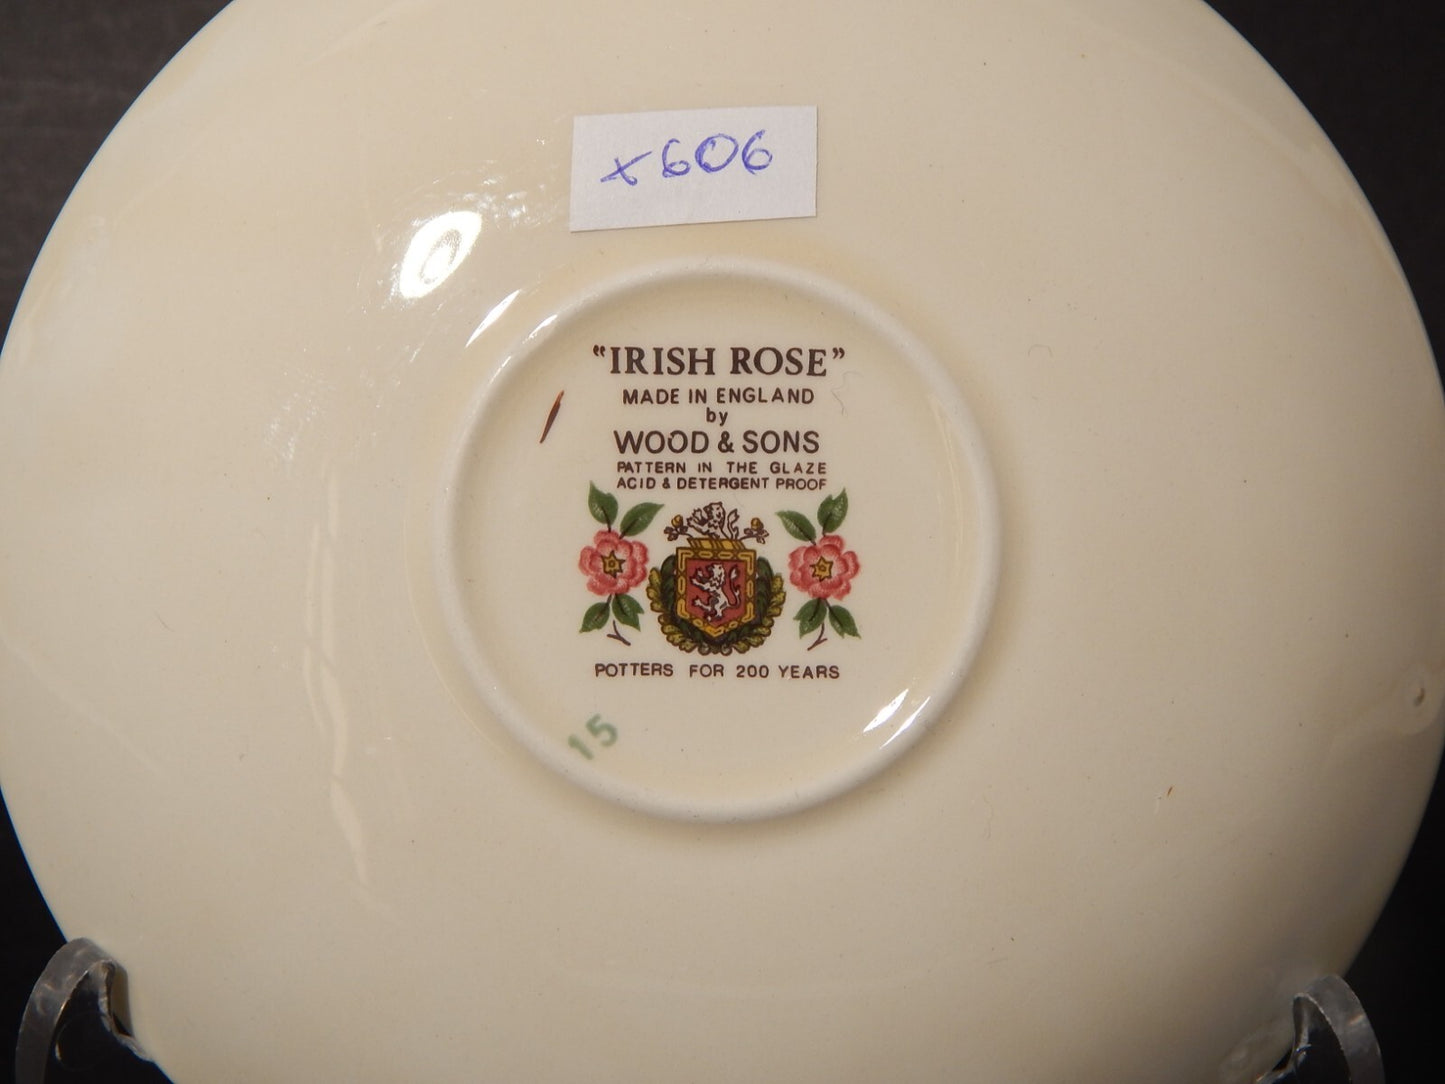 x606
“IRISH ROSE”
MADE IN ENGLAND
by
WOOD & SONS
PATTERN IN THE GLAZE
ACID & DETERGENT PROOF
POTTERS FOR 200 YEARS
15